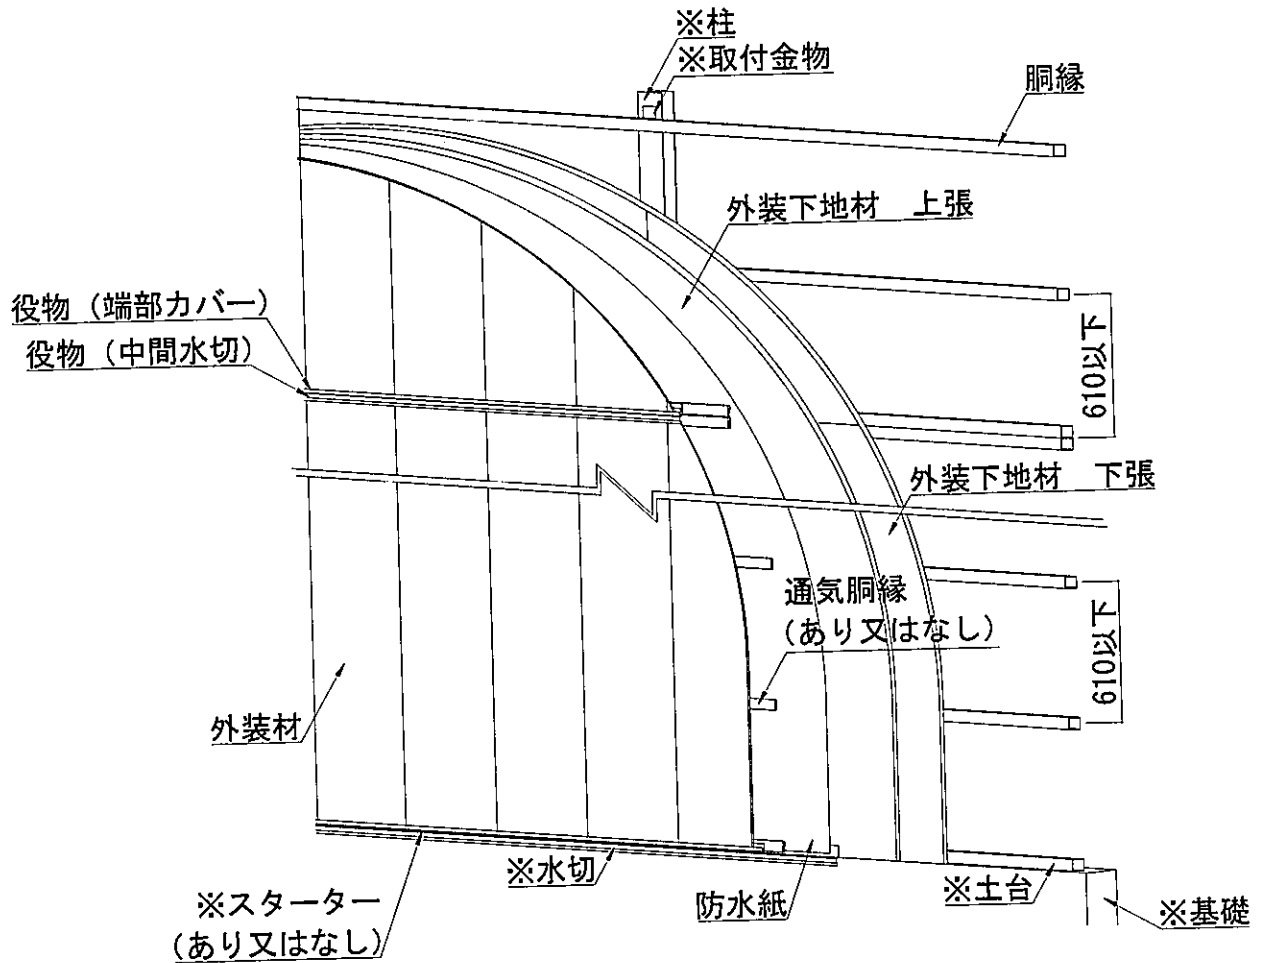 ※柱
※取付金物
胴縁
外装下地材　上張
役物（端部カバー）
役物（中間水切）
610以下
外装下地材　下張
通気胴縁
(あり又はなし)
610以下
外装材
※水切
※スターター
(あり又はなし)
防水紙
※土台
※基礎